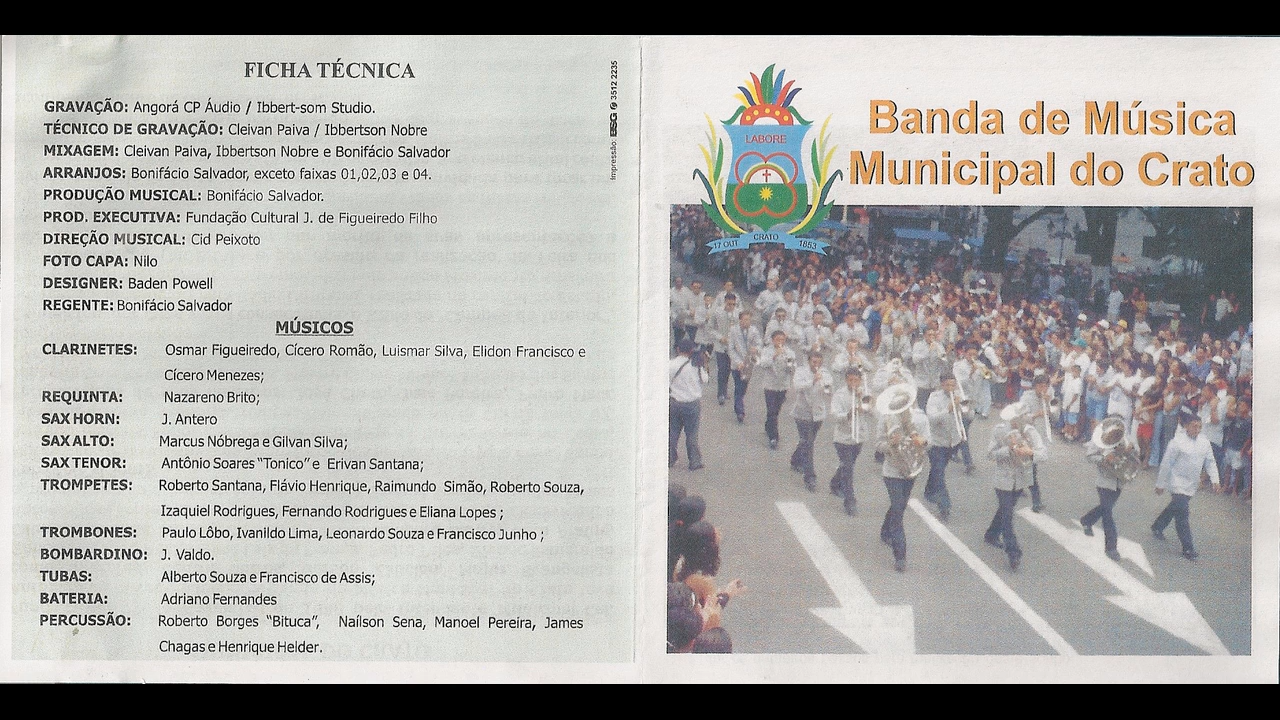 FICHA TÉCNICA
GRAVAÇÃO: Angorá CP Áudio / Ibbert-som Studio.
TÉCNICO DE GRAVAÇÃO: Cleivan Paiva / Ibbertson Nobre
MIXAGEM: Cleivan Paiva, Ibbertson Nobre e Bonifácio Salvador
ARRANJOS: Bonifácio Salvador, exceto faixas 01,02,03 e 04.
PRODUÇÃO MUSICAL: Bonifácio Salvador.
PROD. EXECUTIVA: Fundação Cultural J. de Figueiredo Filho
DIREÇÃO MUSICAL: Cid Peixoto
FOTO CAPA: Nilo
DESIGNER: Baden Powell
REGENTE: Bonifácio Salvador
MÚSICOS
CLARINETES: Osmar Figueiredo, Cícero Romão, Luismar Silva, Elidon Francisco e
Cícero Menezes;
REQUINTA: Nazareno Brito;
SAX HORN: J. Antero
SAX ALTO: Marcus Nóbrega e Gilvan Silva;
SAX TENOR: Antônio Soares "Tonico" e Erivan Santana;
TROMPETES: Roberto Santana, Flávio Henrique, Raimundo Simão, Roberto Souza,
Izaquiel Rodrigues, Fernando Rodrigues e Eliana Lopes ;
TROMBONES: Paulo Lôbo, Ivanildo Lima, Leonardo Souza e Francisco Junho ;
BOMBARDINO: J. Valdo.
TUBAS: Alberto Souza e Francisco de Assis;
BATERIA: Adriano Fernandes
PERCUSSÃO: Roberto Borges "Bituca", Naílson Sena, Manoel Pereira, James
Chagas e Henrique Helder.
Impressão: BSG 3512 2235
Banda de Música
Municipal do Crato
LABORE
17 OUT CRATO 1853